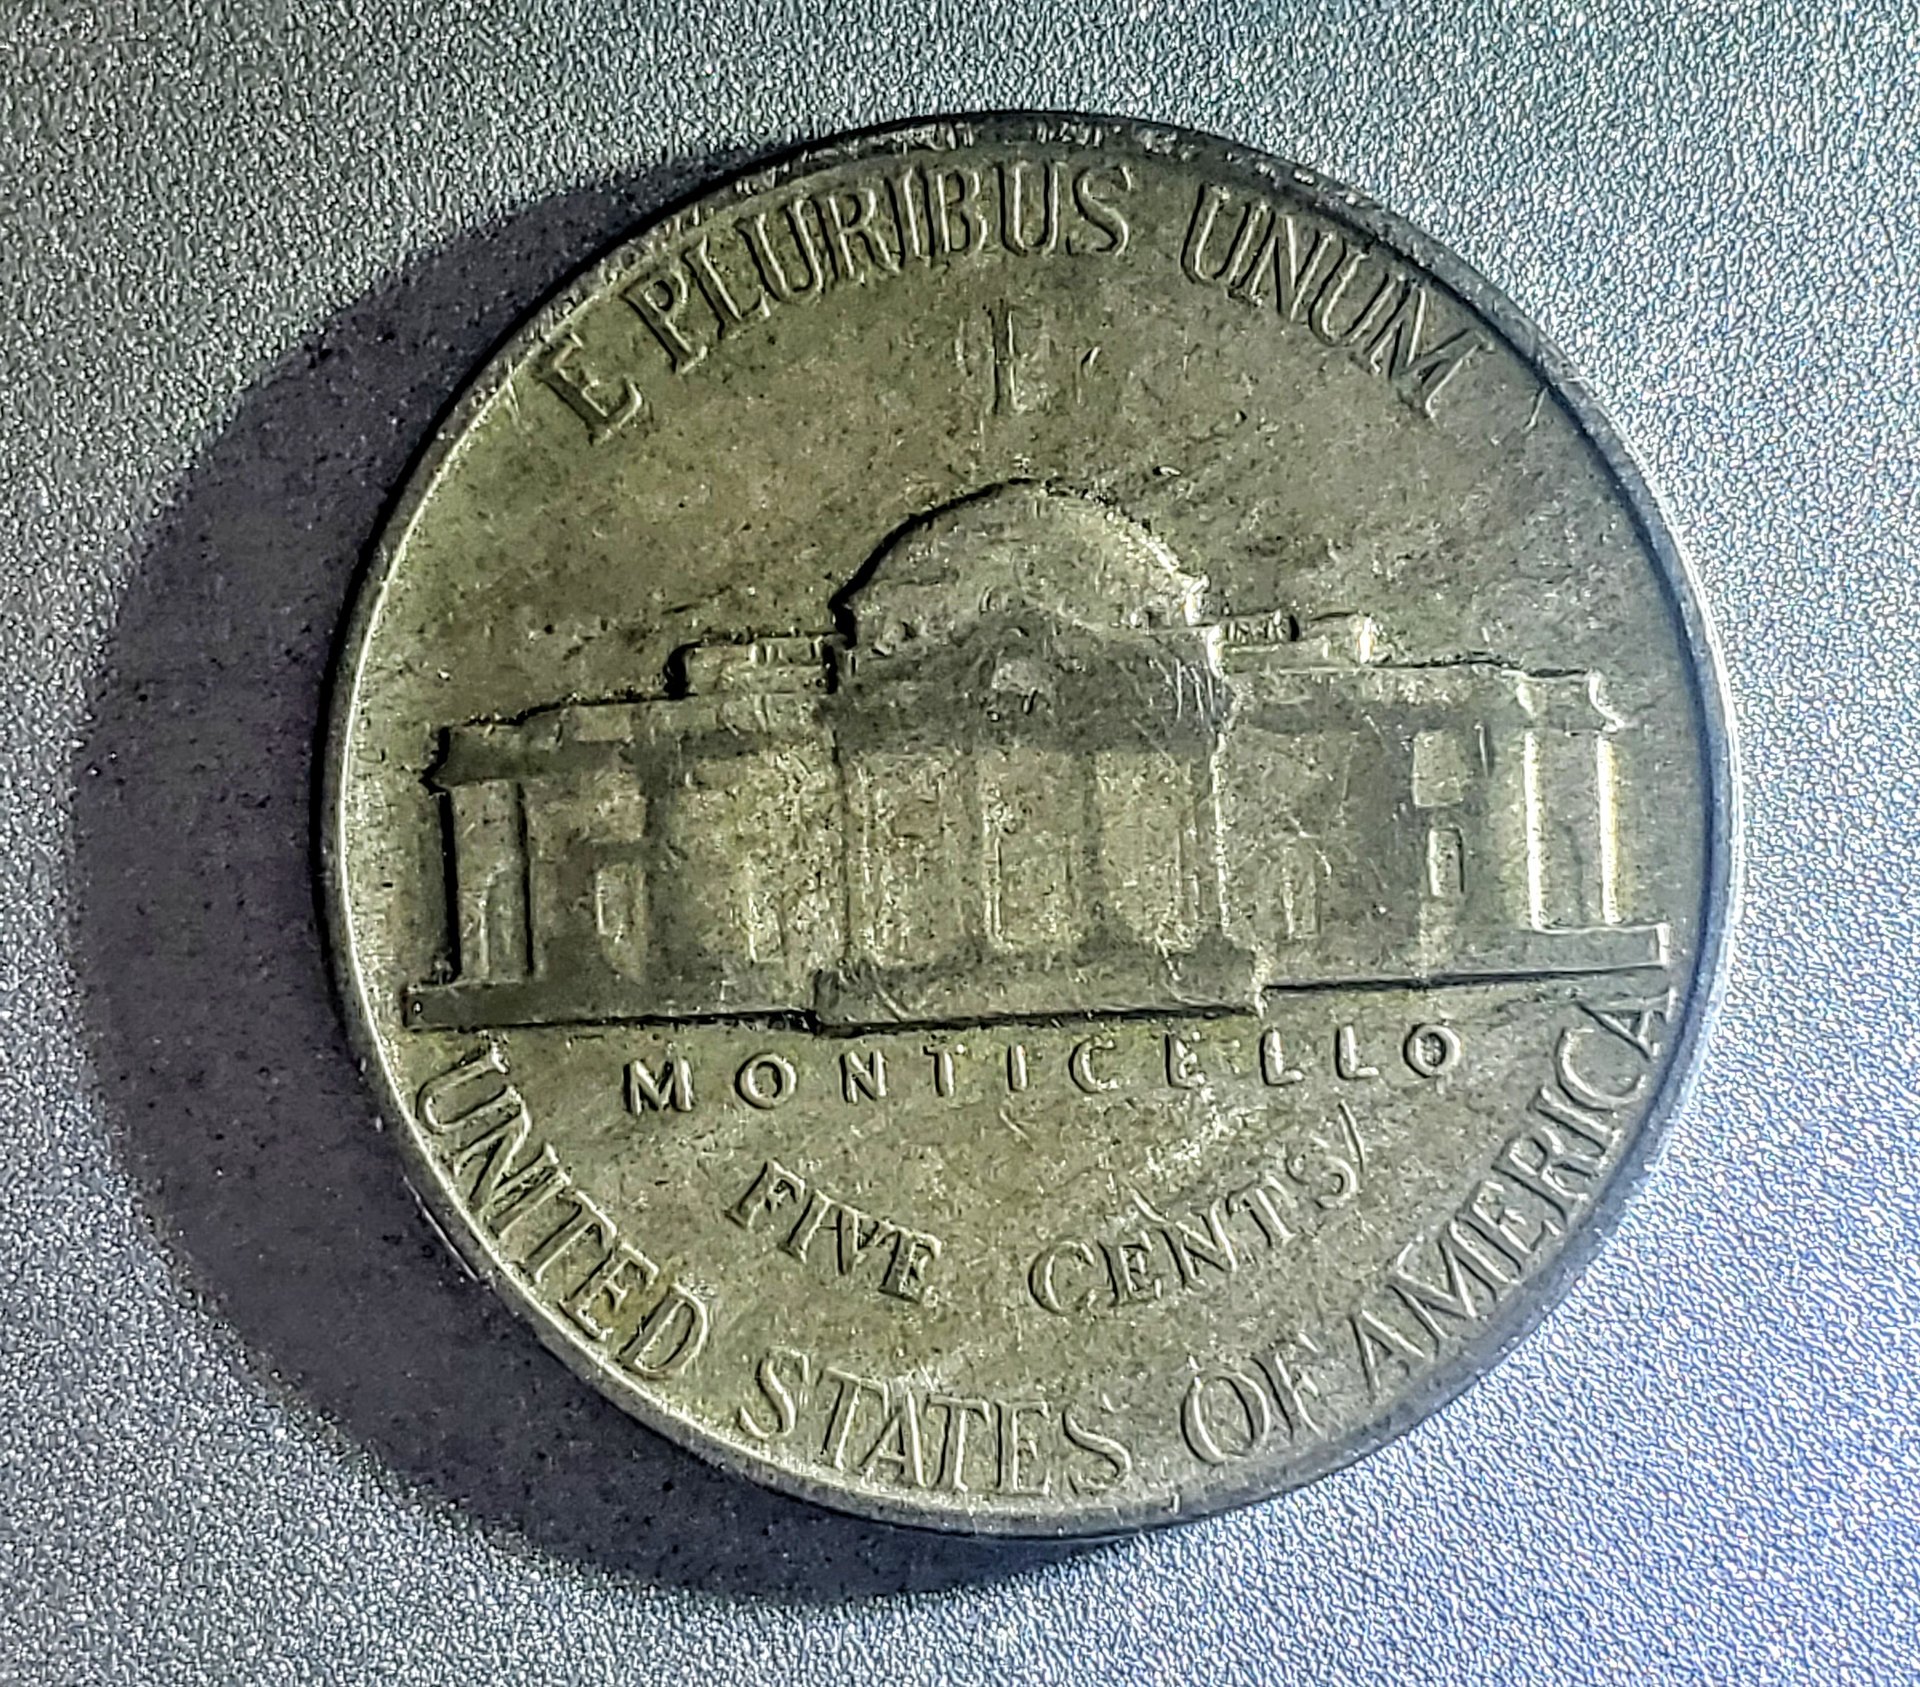 E PLURIBUS UNUM
MONTICELLO
FIVE CENTS
UNITED STATES OF AMERICA